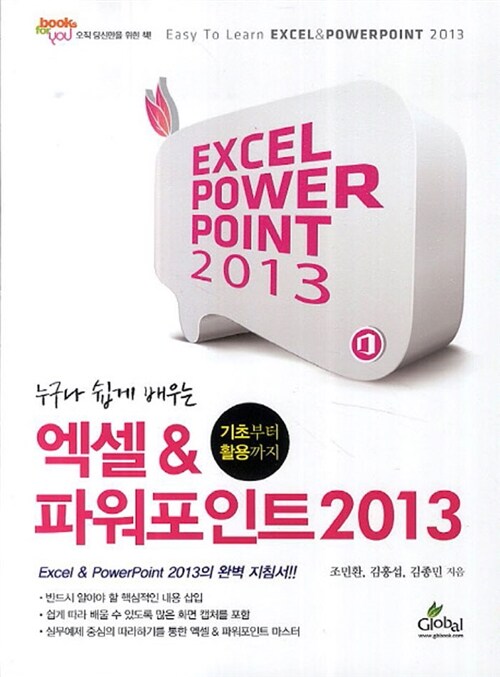 books for you 오직 당신만을 위한 책!
Easy To Learn EXCEL&POWERPOINT 2013
EXCEL
POWER
POINT
2013
누구나 쉽게 배우는
기초부터
활용까지
엑셀 &
파워포인트 2013
Excel & PowerPoint 2013의 완벽 지침서!!
조민환, 김홍섭, 김종민 지음
• 반드시 알아야 할 핵심적인 내용 삽입
• 쉽게 따라 배울 수 있도록 많은 화면 캡처를 포함
• 실무예제 중심의 따라하기를 통한 엑셀 & 파워포인트 마스터
Global
www.gbbook.com